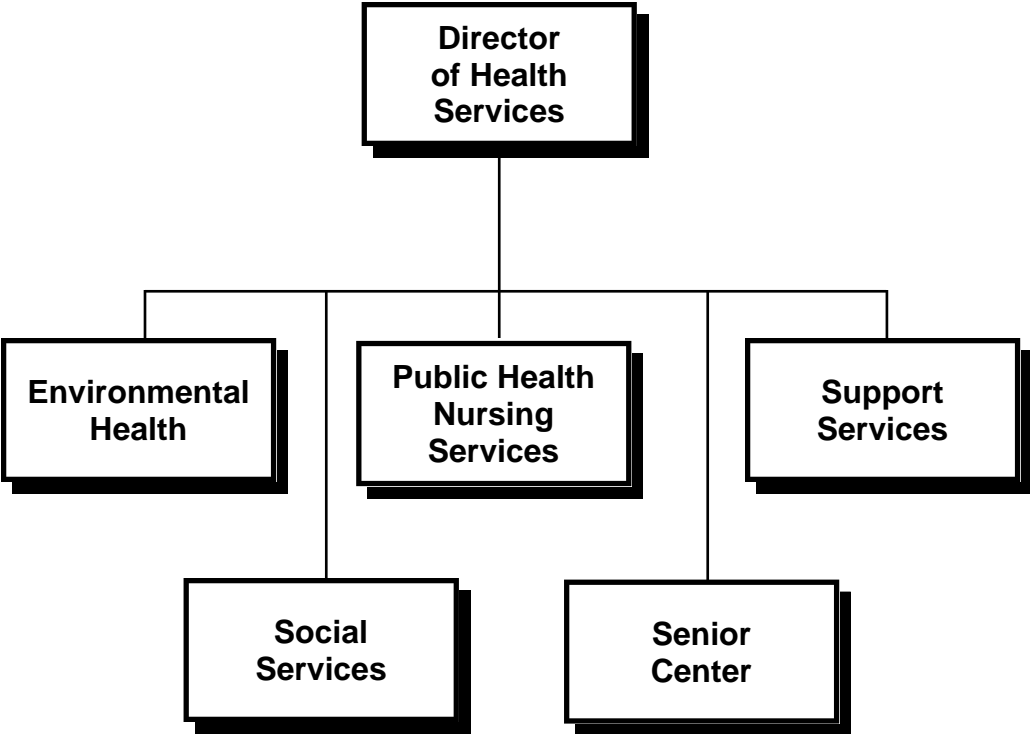 Director
of Health
Services
Environmental
Health
Public Health
Nursing
Services
Support
Services
Social
Services
Senior
Center